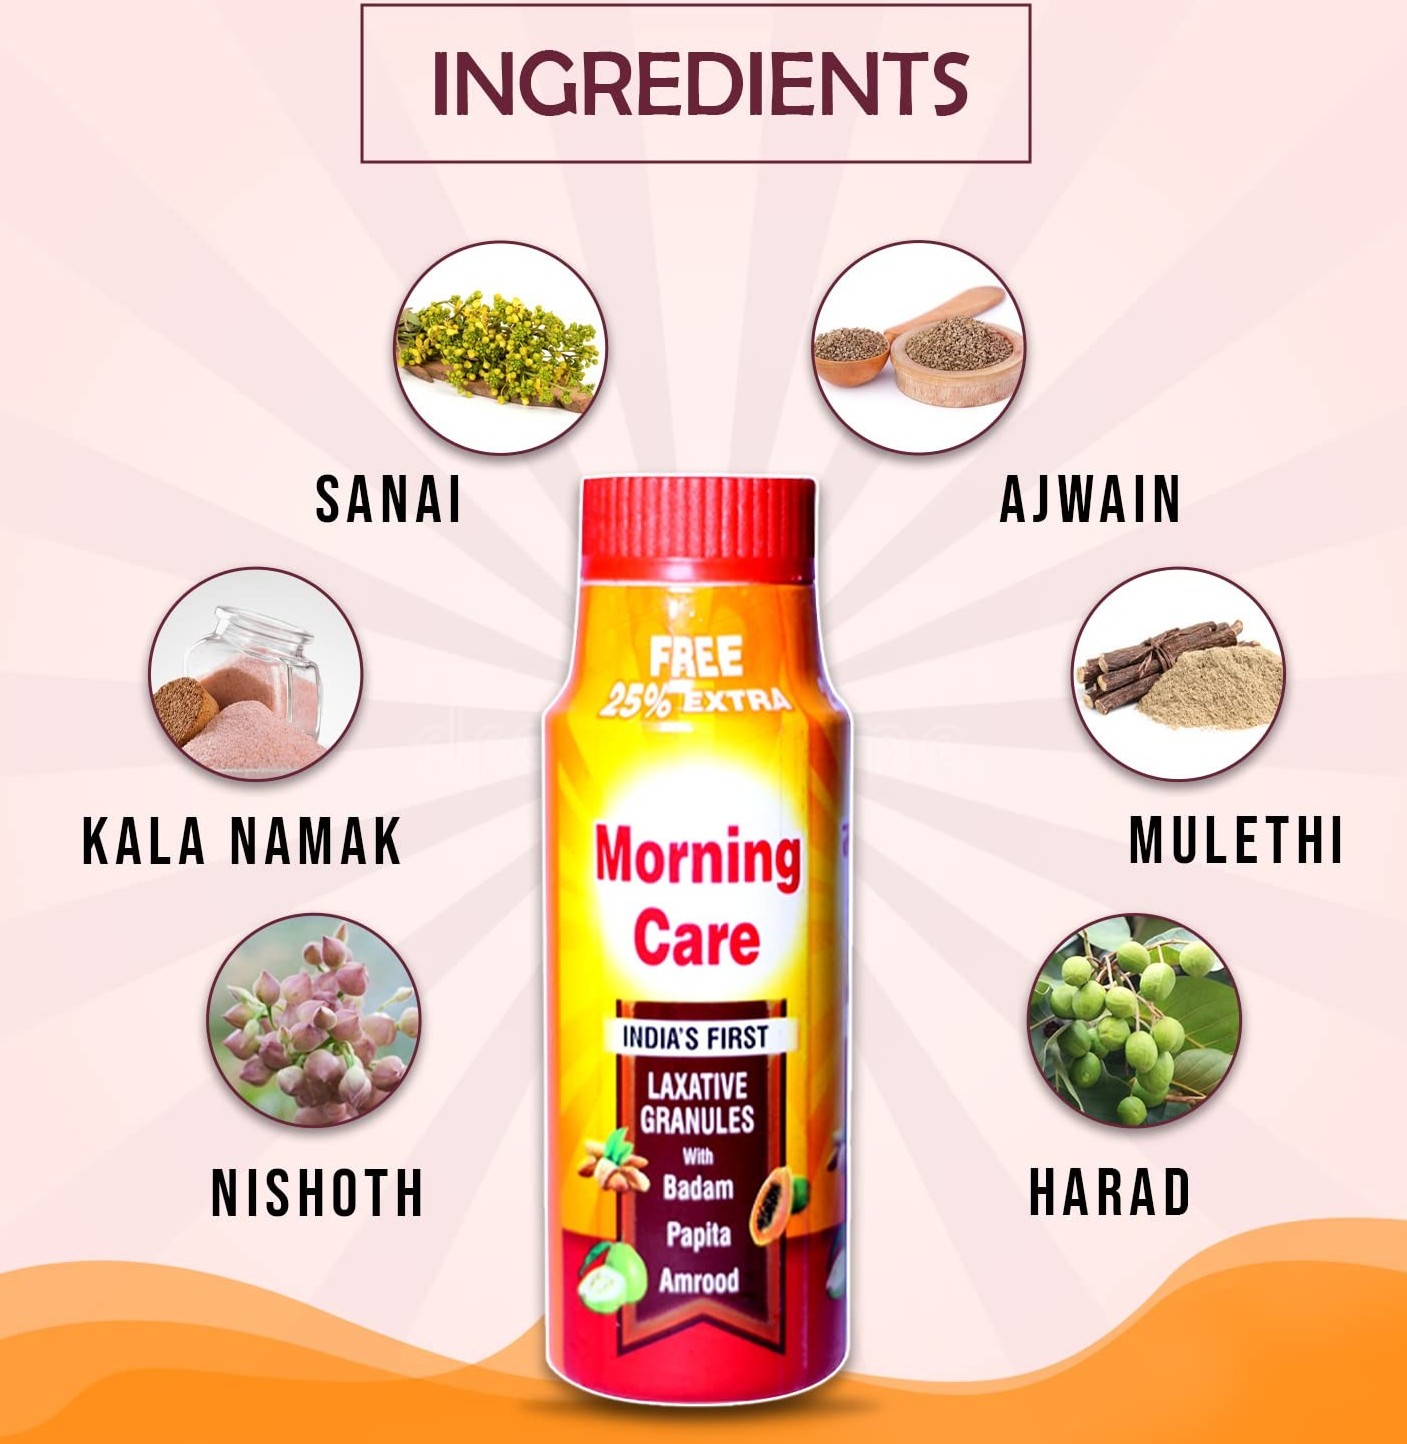 INGREDIENTS
SANAI
AJWAIN
KALA NAMAK
MULETHI
NISHOTH
HARAD
FREE
25% EXTRA
Morning
Care
INDIA'S FIRST
LAXATIVE
GRANULES
With
Badam
Papita
Amrood